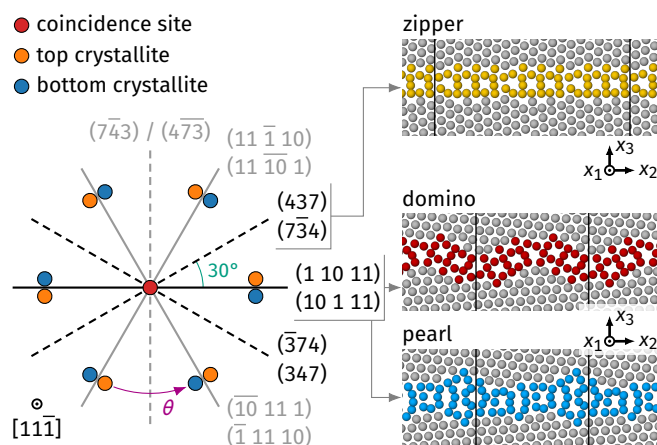 coincidence site
top crystallite
bottom crystallite
zipper
(74̅3) / (47̅3̅)
(11 1̅ 10)
(11 1̅0̅ 1)
x₃
x₁ x₂
(437)
(73̅4)
domino
30°
(1 10 11)
(10 1 11)
x₃
x₁ x₂
pearl
(3̅74)
(347)
θ
[111̅]
(1̅0̅ 11 1)
(1̅ 11 10)